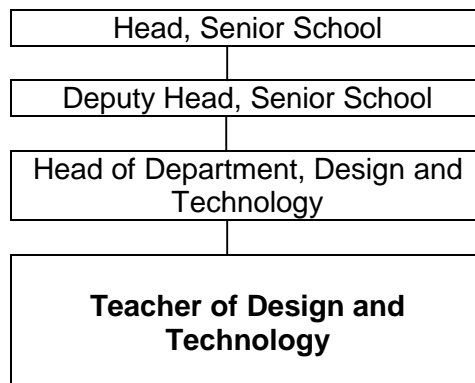 Head, Senior School
Deputy Head, Senior School
Head of Department, Design and
Technology
Teacher of Design and
Technology